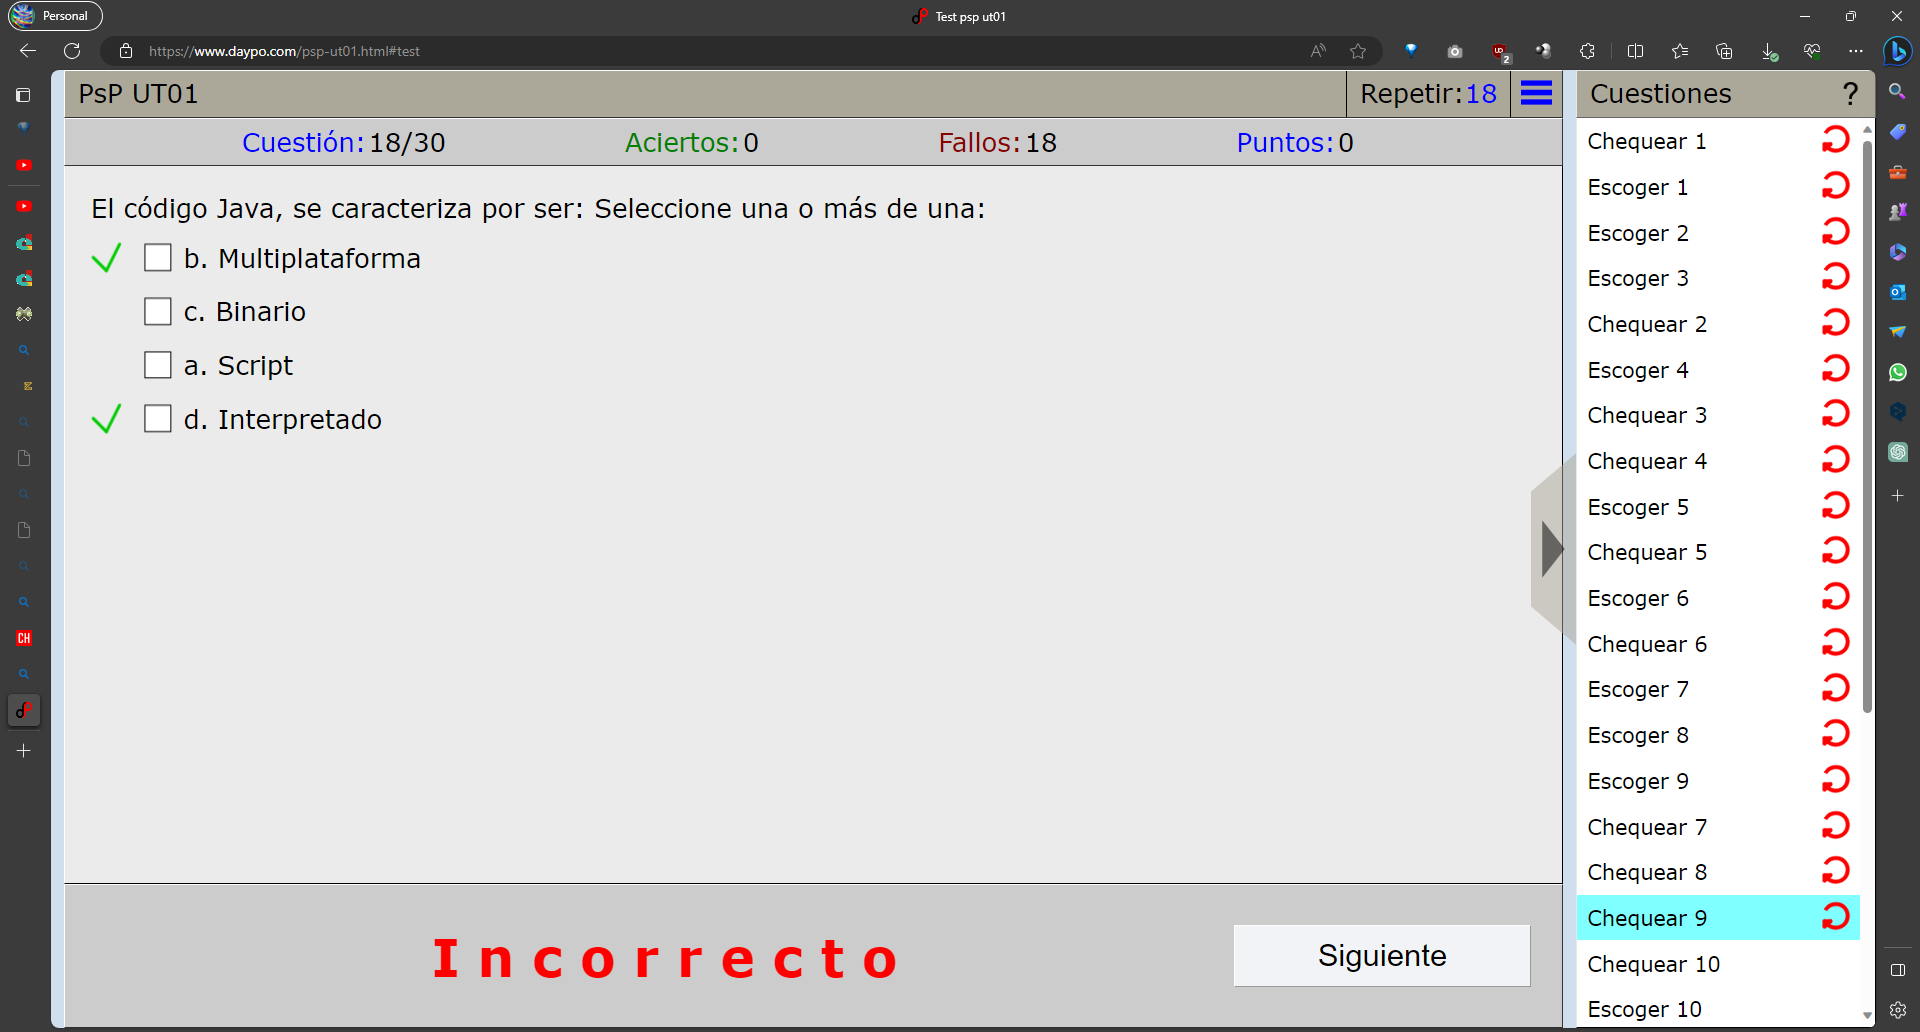 Personal
Test psp ut01
https://www.daypo.com/psp-ut01.html#test
2
PsP UT01
Repetir:18
Cuestiones
?
Cuestión:18/30
Aciertos:0
Fallos:18
Puntos:0
El código Java, se caracteriza por ser: Seleccione una o más de una:
b. Multiplataforma
c. Binario
a. Script
d. Interpretado
Incorrecto
Siguiente
Chequear 1
Escoger 1
Escoger 2
Escoger 3
Chequear 2
Escoger 4
Chequear 3
Chequear 4
Escoger 5
Chequear 5
Escoger 6
Chequear 6
Escoger 7
Escoger 8
Escoger 9
Chequear 7
Chequear 8
Chequear 9
Chequear 10
Escoger 10
CH